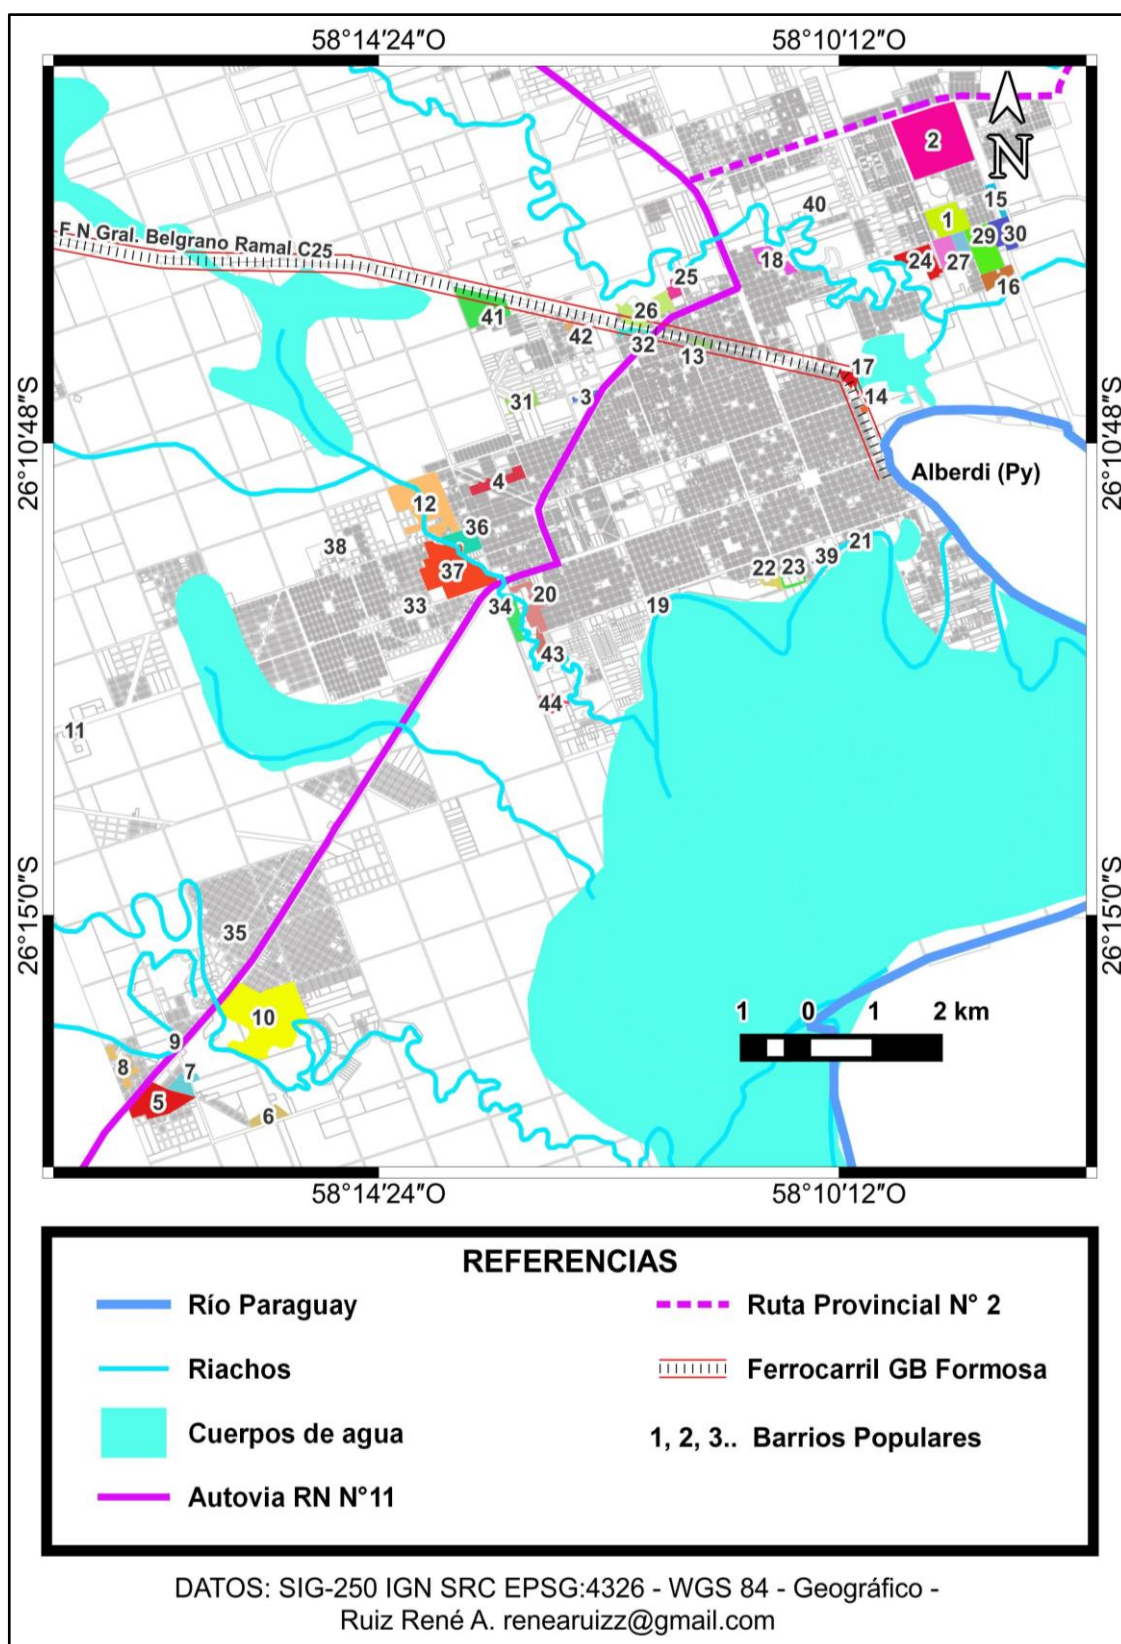 58°14′24″O
58°10′12″O
N
2
15
40
1
30
29
F N Gral. Belgrano Ramal C25
18
24
27
25
16
26
41
42
32
13
17
3
14
31
26°10′48″S
26°10′48″S
Alberdi (Py)
4
12
36
21
38
39
37
22
23
20
33
34
19
43
44
11
26°15′0″S
26°15′0″S
35
10
1 0 1 2 km
9
8
7
5
6
58°14′24″O
58°10′12″O
REFERENCIAS
Río Paraguay
Ruta Provincial N° 2
Riachos
Ferrocarril GB Formosa
Cuerpos de agua
1, 2, 3.. Barrios Populares
Autovia RN N°11
DATOS: SIG-250 IGN SRC EPSG:4326 - WGS 84 - Geográfico -
Ruiz René A. renearuizz@gmail.com